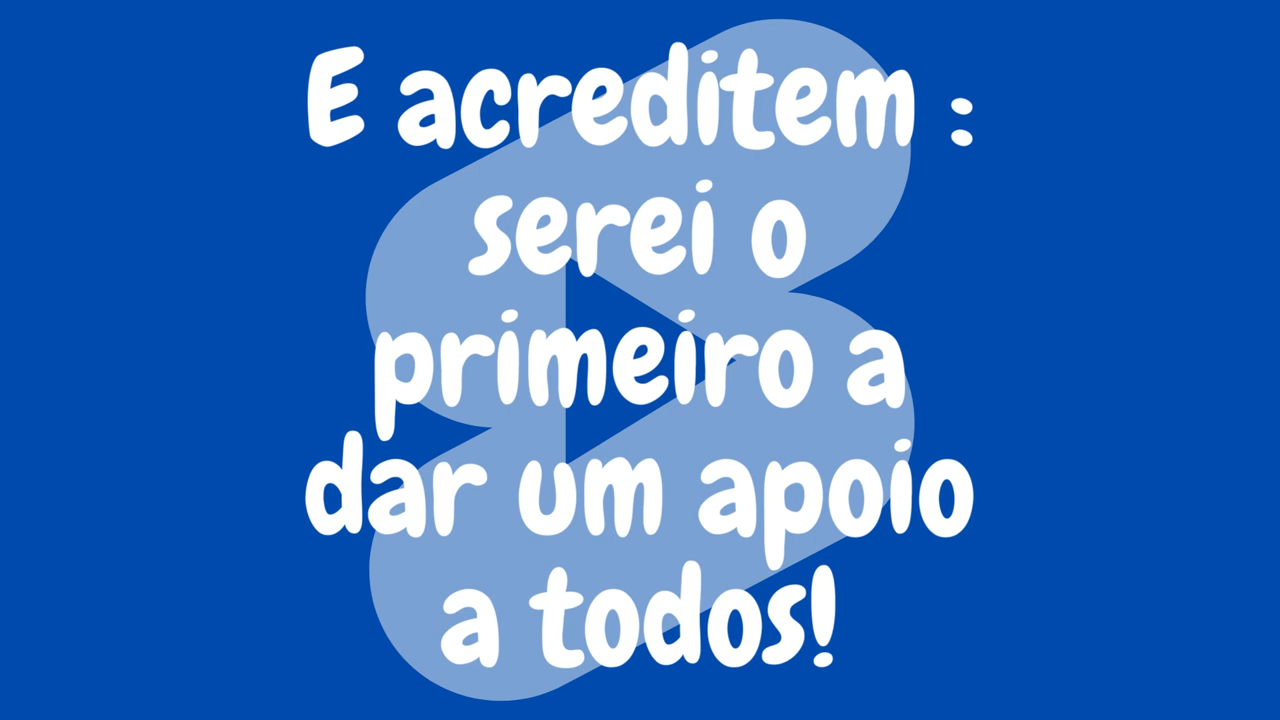 E acreditem :
serei o
primeiro a
dar um apoio
a todos!